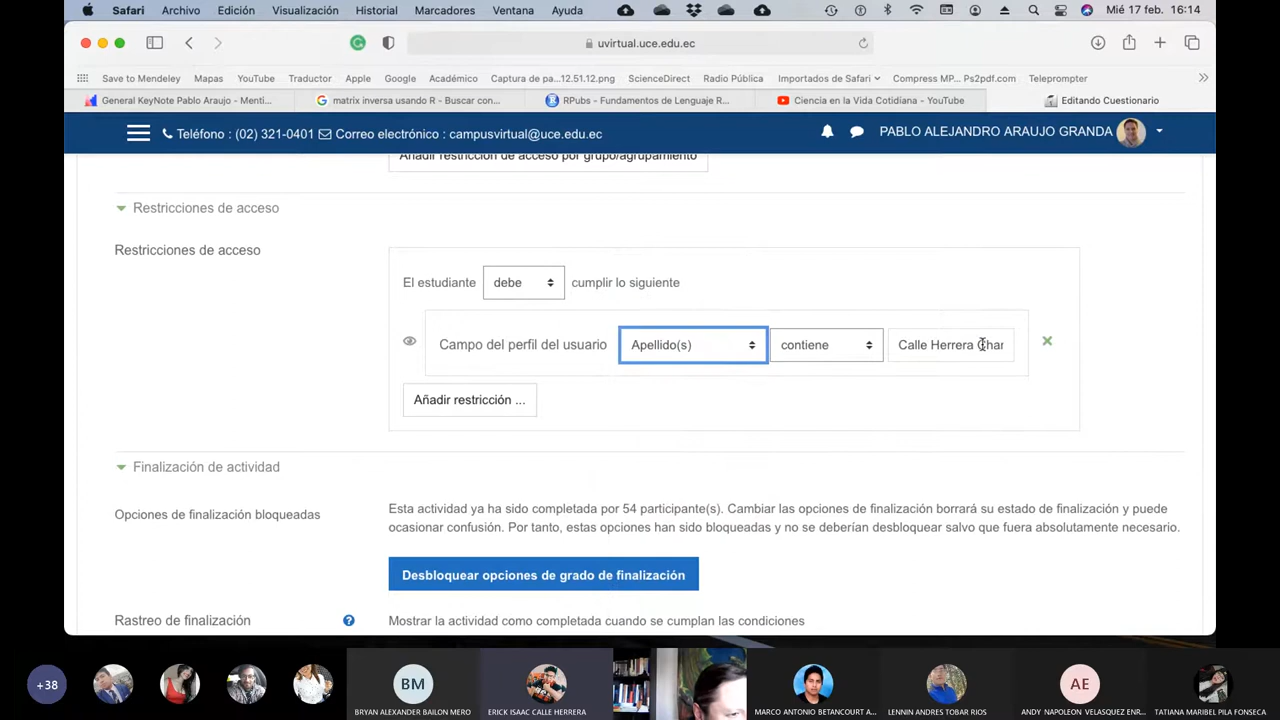 Safari Archivo Edición Visualización Historial Marcadores Ventana Ayuda Mié 17 feb. 16:14
uvirtual.uce.edu.ec
Save to Mendeley Mapas YouTube Traductor Apple Google Académico Captura de pa...12.51.12.png ScienceDirect Radio Pública Importados de Safari Compress MP... Ps2pdf.com Teleprompter
General KeyNote Pablo Araujo - Menti... matrix inversa usando R - Buscar con... RPubs - Fundamentos de Lenguaje R... Ciencia en la Vida Cotidiana - YouTube Editando Cuestionario
Teléfono : (02) 321-0401 Correo electrónico : campusvirtual@uce.edu.ec PABLO ALEJANDRO ARAUJO GRANDA
Añadir restricción de acceso por grupo/agrupamiento
Restricciones de acceso
Restricciones de acceso
El estudiante debe cumplir lo siguiente
Campo del perfil del usuario Apellido(s) contiene Calle Herrera
Añadir restricción ...
Finalización de actividad
Opciones de finalización bloqueadas
Esta actividad ya ha sido completada por 54 participante(s). Cambiar las opciones de finalización borrará su estado de finalización y puede
ocasionar confusión. Por tanto, estas opciones han sido bloqueadas y no se deberían desbloquear salvo que fuera absolutamente necesario.
Desbloquear opciones de grado de finalización
Rastreo de finalización ? Mostrar la actividad como completada cuando se cumplan las condiciones
+38 BM AE
BRYAN ALEXANDER BAILON MERO ERICK ISAAC CALLE HERRERA MARCO ANTONIO BETANCOURT A... LENNIN ANDRES TOBAR RIOS ANDY NAPOLEON VELASQUEZ ENR... TATIANA MARIBEL PILA FONSECA